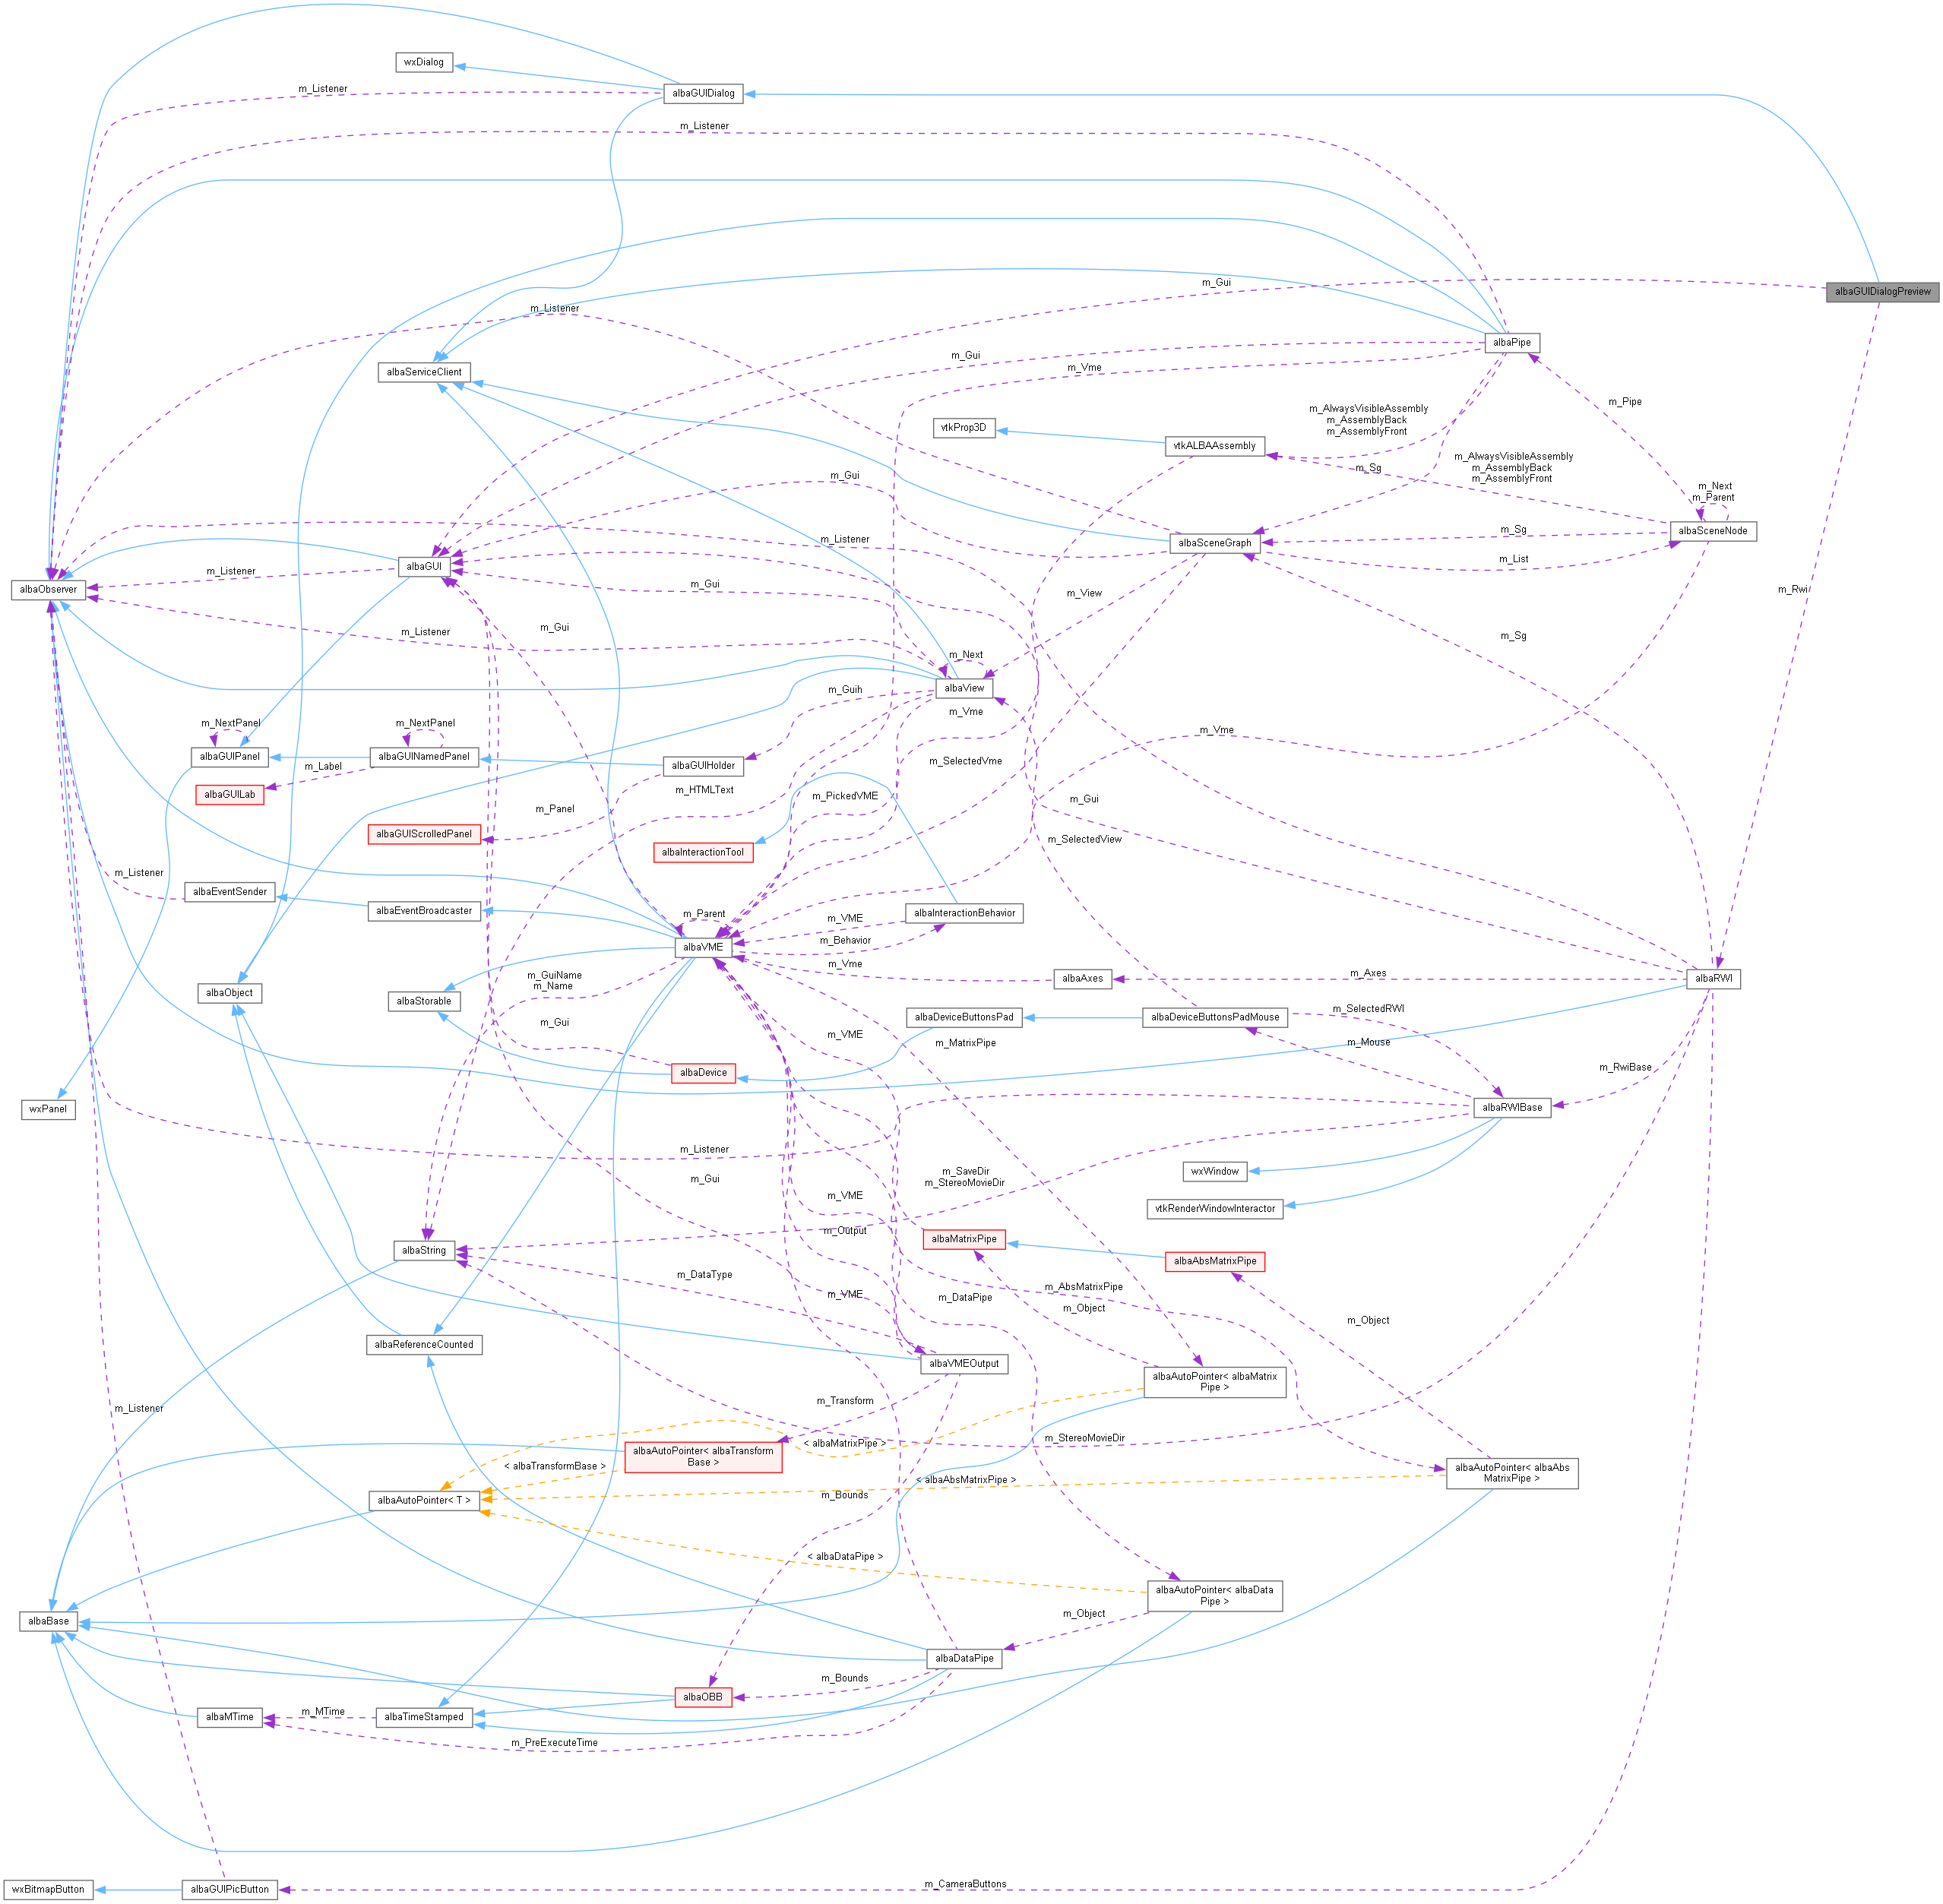 wxDialog
albaGUIDialog
m_Listener
m_Listener
albaGUIDialogPreview
m_Gui
m_Listener
albaPipe
m_Gui
m_Vme
albaServiceClient
m_Pipe
m_AlwaysVisibleAssembly
m_AssemblyBack
m_AssemblyFront
vtkProp3D
vtkALBAAssembly
m_AlwaysVisibleAssembly
m_AssemblyBack
m_AssemblyFront
m_Sg
m_Gui
m_Next
m_Parent
albaSceneNode
m_Sg
albaSceneGraph
m_Listener
m_List
albaGUI
m_Listener
m_Gui
albaObserver
m_Rwi
m_View
m_Gui
m_Listener
m_Sg
m_Next
albaView
m_Guih
m_Vme
m_NextPanel
m_NextPanel
m_Vme
albaGUIPanel
albaGUINamedPanel
albaGUIHolder
m_Label
m_SelectedVme
albaGUILab
m_HTMLText
m_PickedVME
m_Gui
m_Panel
albaGUIScrolledPanel
m_SelectedView
albaInteractionTool
m_Listener
albaEventSender
albaEventBroadcaster
m_Parent
albaInteractionBehavior
m_VME
m_Behavior
albaVME
m_Vme
albaAxes
m_Axes
albaRWI
m_GuiName
m_Name
albaObject
albaStorable
m_SelectedRWI
albaDeviceButtonsPad
albaDeviceButtonsPadMouse
m_Gui
m_VME
m_MatrixPipe
m_Mouse
albaDevice
m_RwiBase
wxPanel
albaRWIBase
m_Listener
m_Gui
m_SaveDir
m_StereoMovieDir
wxWindow
m_VME
vtkRenderWindowInteractor
m_Output
albaMatrixPipe
albaString
albaAbsMatrixPipe
m_DataType
m_VME
m_DataPipe
m_AbsMatrixPipe
m_Object
m_Object
albaReferenceCounted
albaVMEOutput
albaAutoPointer< albaMatrix
Pipe >
m_Listener
m_Transform
m_StereoMovieDir
< albaMatrixPipe >
albaAutoPointer< albaTransform
Base >
< albaTransformBase >
albaAutoPointer< albaAbs
MatrixPipe >
< albaAbsMatrixPipe >
albaAutoPointer< T >
m_Bounds
< albaDataPipe >
albaAutoPointer< albaData
Pipe >
m_Object
albaBase
albaDataPipe
m_Bounds
albaOBB
albaMTime
m_MTime
albaTimeStamped
m_PreExecuteTime
wxBitmapButton
albaGUIPicButton
m_CameraButtons